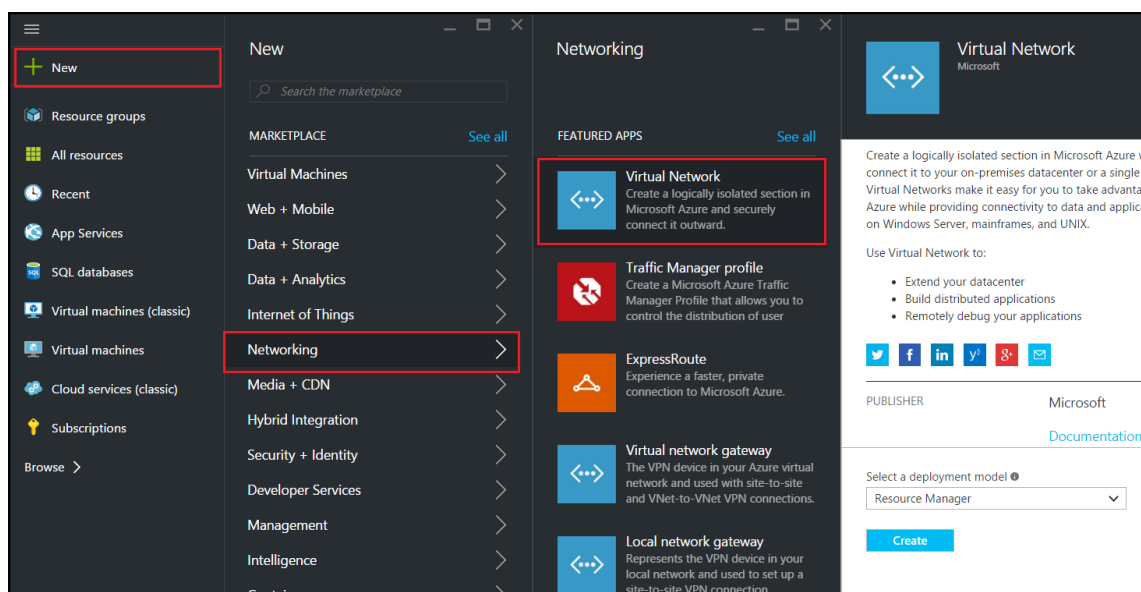 New
Resource groups
All resources
Recent
App Services
SQL databases
Virtual machines (classic)
Virtual machines
Cloud services (classic)
Subscriptions
Browse
New
Search the marketplace
MARKETPLACE See all
Virtual Machines
Web + Mobile
Data + Storage
Data + Analytics
Internet of Things
Networking
Media + CDN
Hybrid Integration
Security + Identity
Developer Services
Management
Intelligence
Networking
FEATURED APPS See all
Virtual Network
Create a logically isolated section in
Microsoft Azure and securely
connect it outward.
Traffic Manager profile
Create a Microsoft Azure Traffic
Manager Profile that allows you to
control the distribution of user
ExpressRoute
Experience a faster, private
connection to Microsoft Azure.
Virtual network gateway
The VPN device in your Azure virtual
network and used with site-to-site
and VNet-to-VNet VPN connections.
Local network gateway
Represents the VPN device in your
local network and used to set up a
site-to-site VPN connection
Virtual Network
Microsoft
Create a logically isolated section in Microsoft Azure
connect it to your on-premises datacenter or a single
Virtual Networks make it easy for you to take advanta
Azure while providing connectivity to data and applic
on Windows Server, mainframes, and UNIX.
Use Virtual Network to:
Extend your datacenter
Build distributed applications
Remotely debug your applications
PUBLISHER Microsoft
Documentation
Select a deployment model
Resource Manager
Create